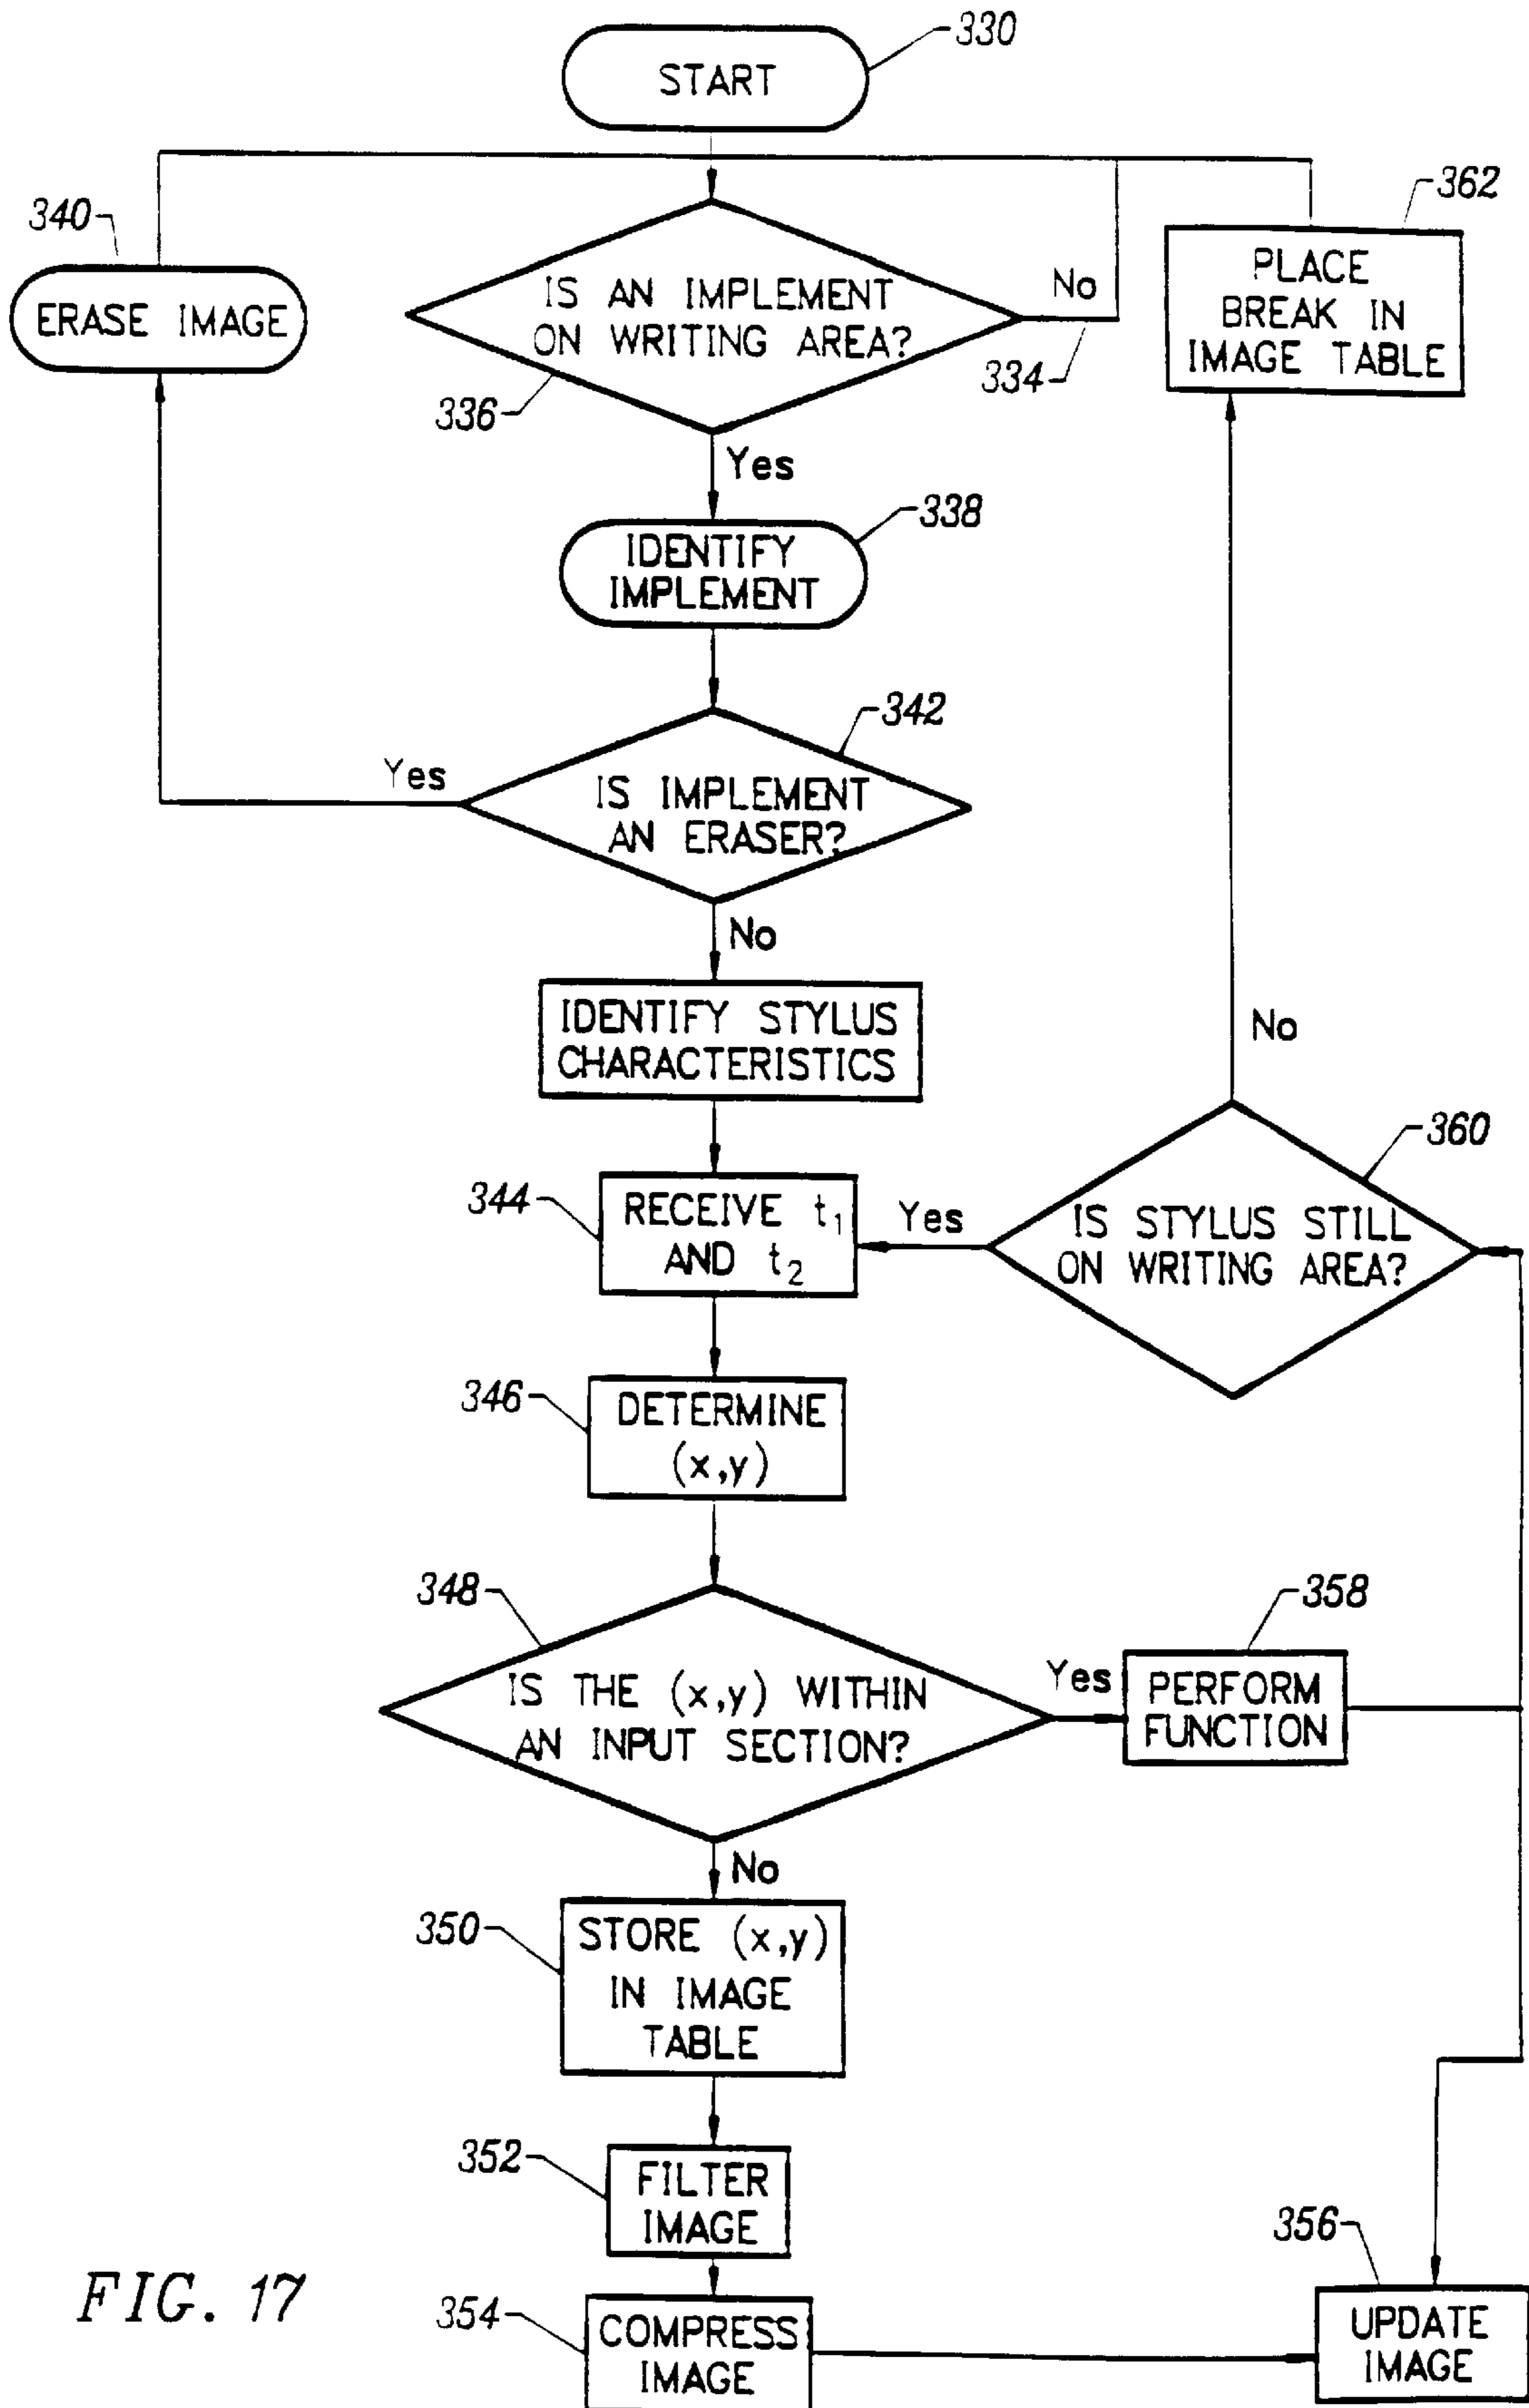 330
START
340
ERASE IMAGE
IS AN IMPLEMENT
ON WRITING AREA?
336
No
334
362
PLACE
BREAK IN
IMAGE TABLE
Yes
338
IDENTIFY
IMPLEMENT
342
Yes
IS IMPLEMENT
AN ERASER?
No
IDENTIFY STYLUS
CHARACTERISTICS
No
360
344
RECEIVE t1
AND t2
Yes
IS STYLUS STILL
ON WRITING AREA?
346
DETERMINE
(x,y)
348
IS THE (x,y) WITHIN
AN INPUT SECTION?
Yes
358
PERFORM
FUNCTION
No
350
STORE (x,y)
IN IMAGE
TABLE
352
FILTER
IMAGE
354
COMPRESS
IMAGE
356
UPDATE
IMAGE
FIG. 17